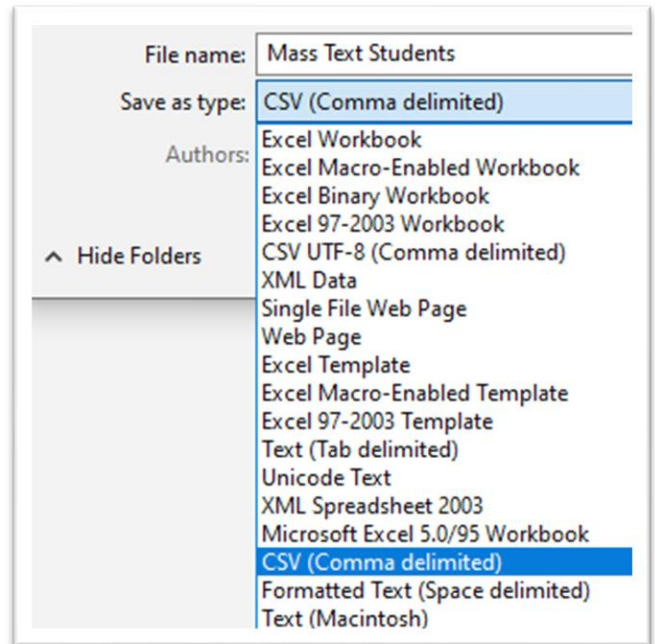 File name: Mass Text Students
Save as type: CSV (Comma delimited)
Authors:
Excel Workbook
Excel Macro-Enabled Workbook
Excel Binary Workbook
Excel 97-2003 Workbook
CSV UTF-8 (Comma delimited)
Hide Folders
XML Data
Single File Web Page
Web Page
Excel Template
Excel Macro-Enabled Template
Excel 97-2003 Template
Text (Tab delimited)
Unicode Text
XML Spreadsheet 2003
Microsoft Excel 5.0/95 Workbook
CSV (Comma delimited)
Formatted Text (Space delimited)
Text (Macintosh)